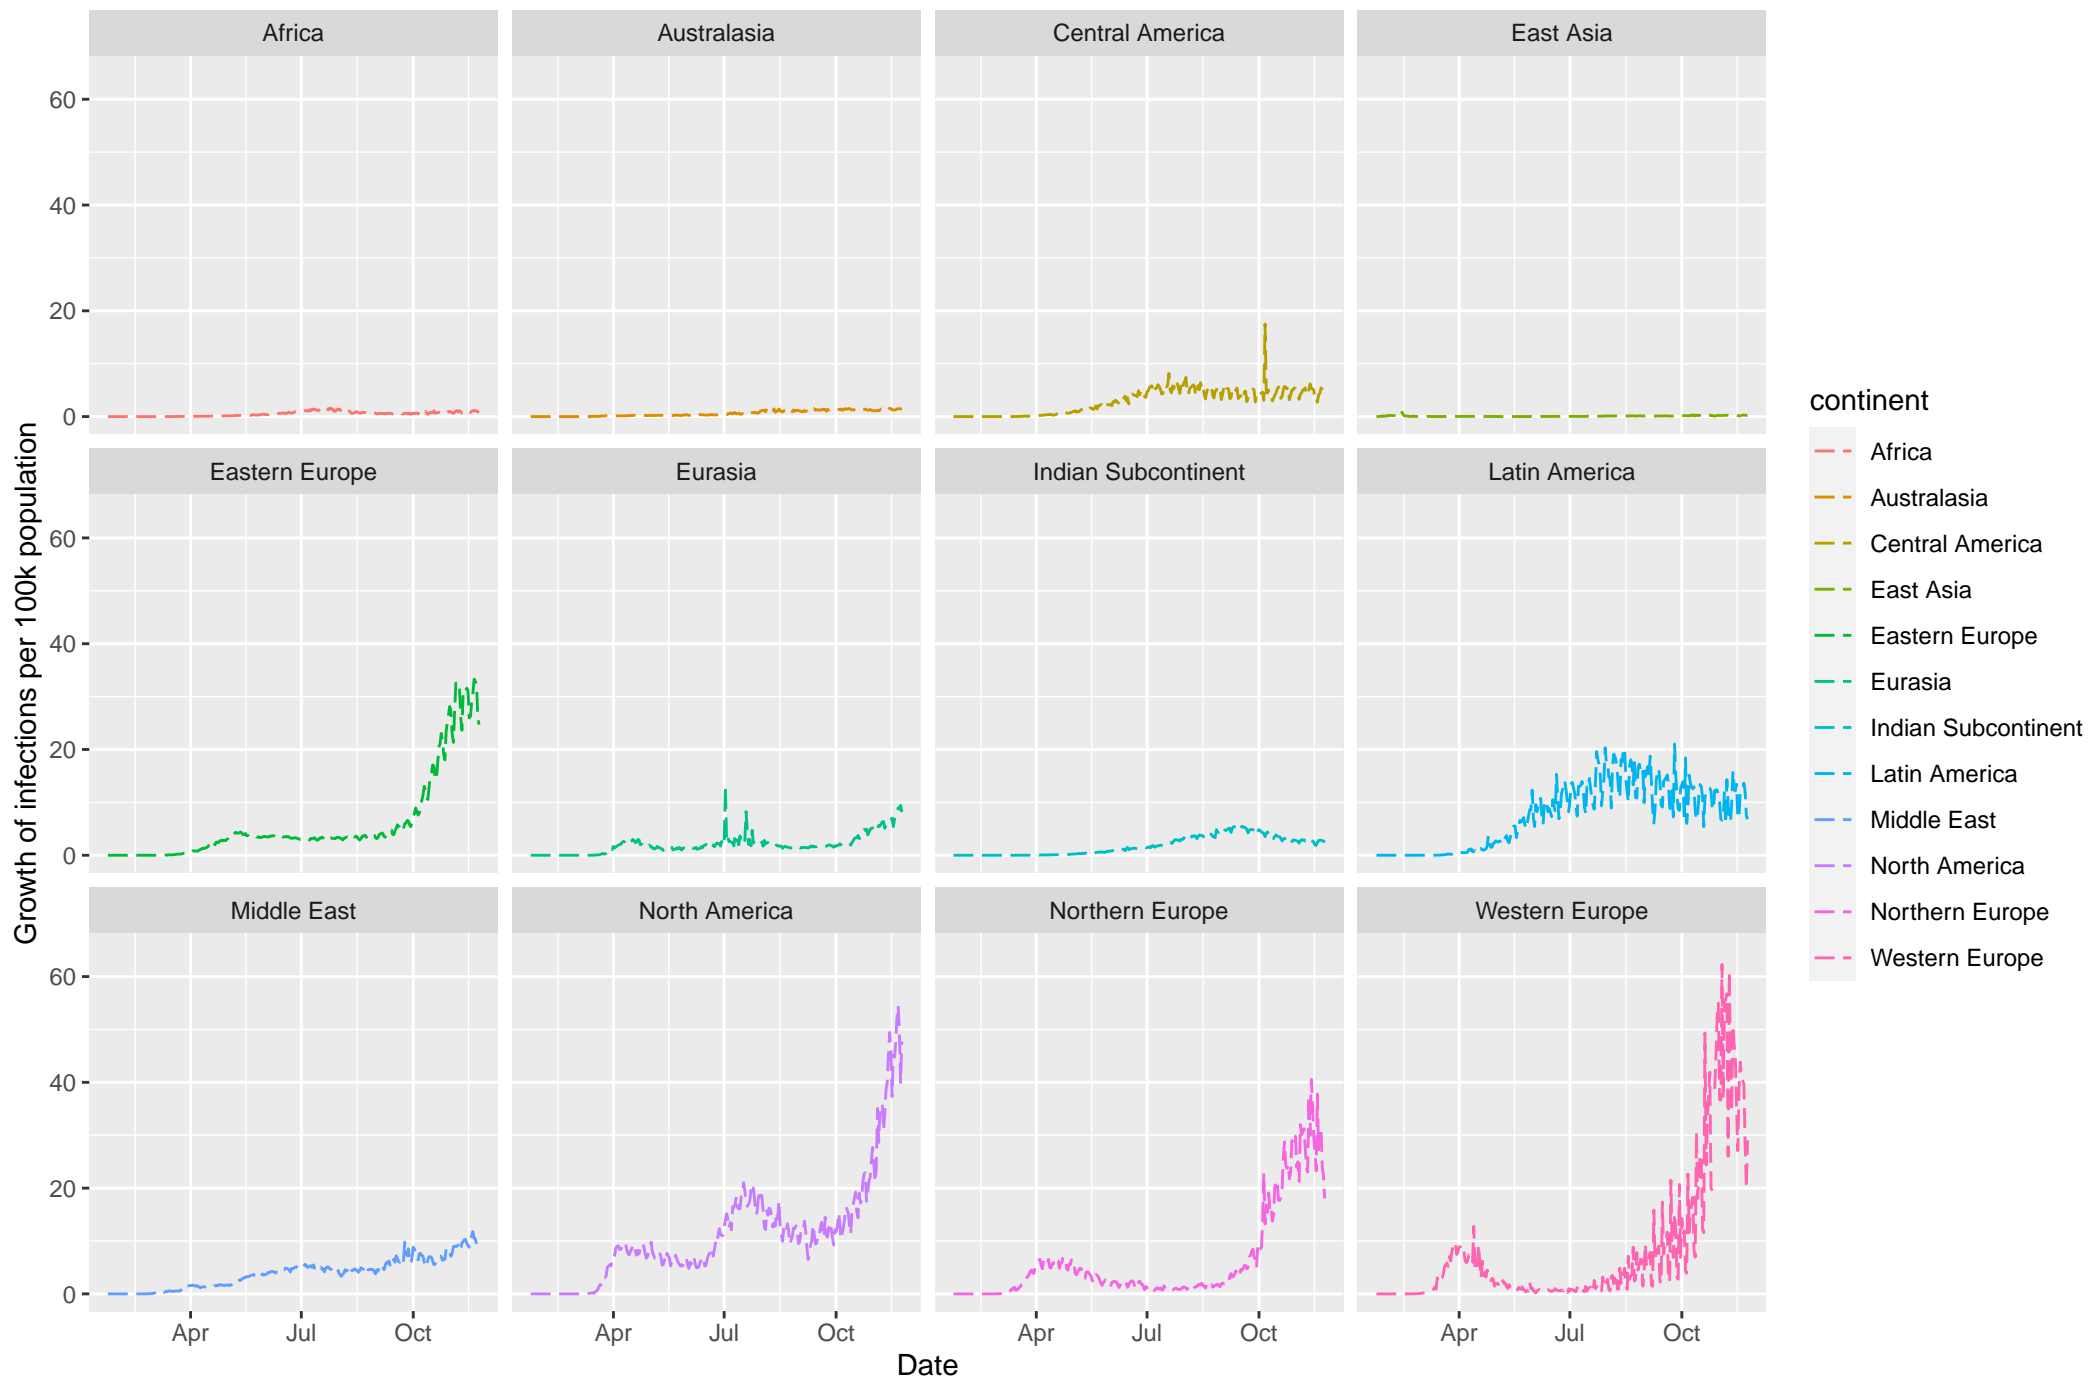 Africa
Australasia
Central America
East Asia
60
40
20
0
Eastern Europe
Eurasia
Indian Subcontinent
Latin America
60
40
20
0
Middle East
North America
Northern Europe
Western Europe
60
40
20
0
Apr Jul Oct
Apr Jul Oct
Apr Jul Oct
Apr Jul Oct
Date
Growth of infections per 100k population
continent
Africa
Australasia
Central America
East Asia
Eastern Europe
Eurasia
Indian Subcontinent
Latin America
Middle East
North America
Northern Europe
Western Europe